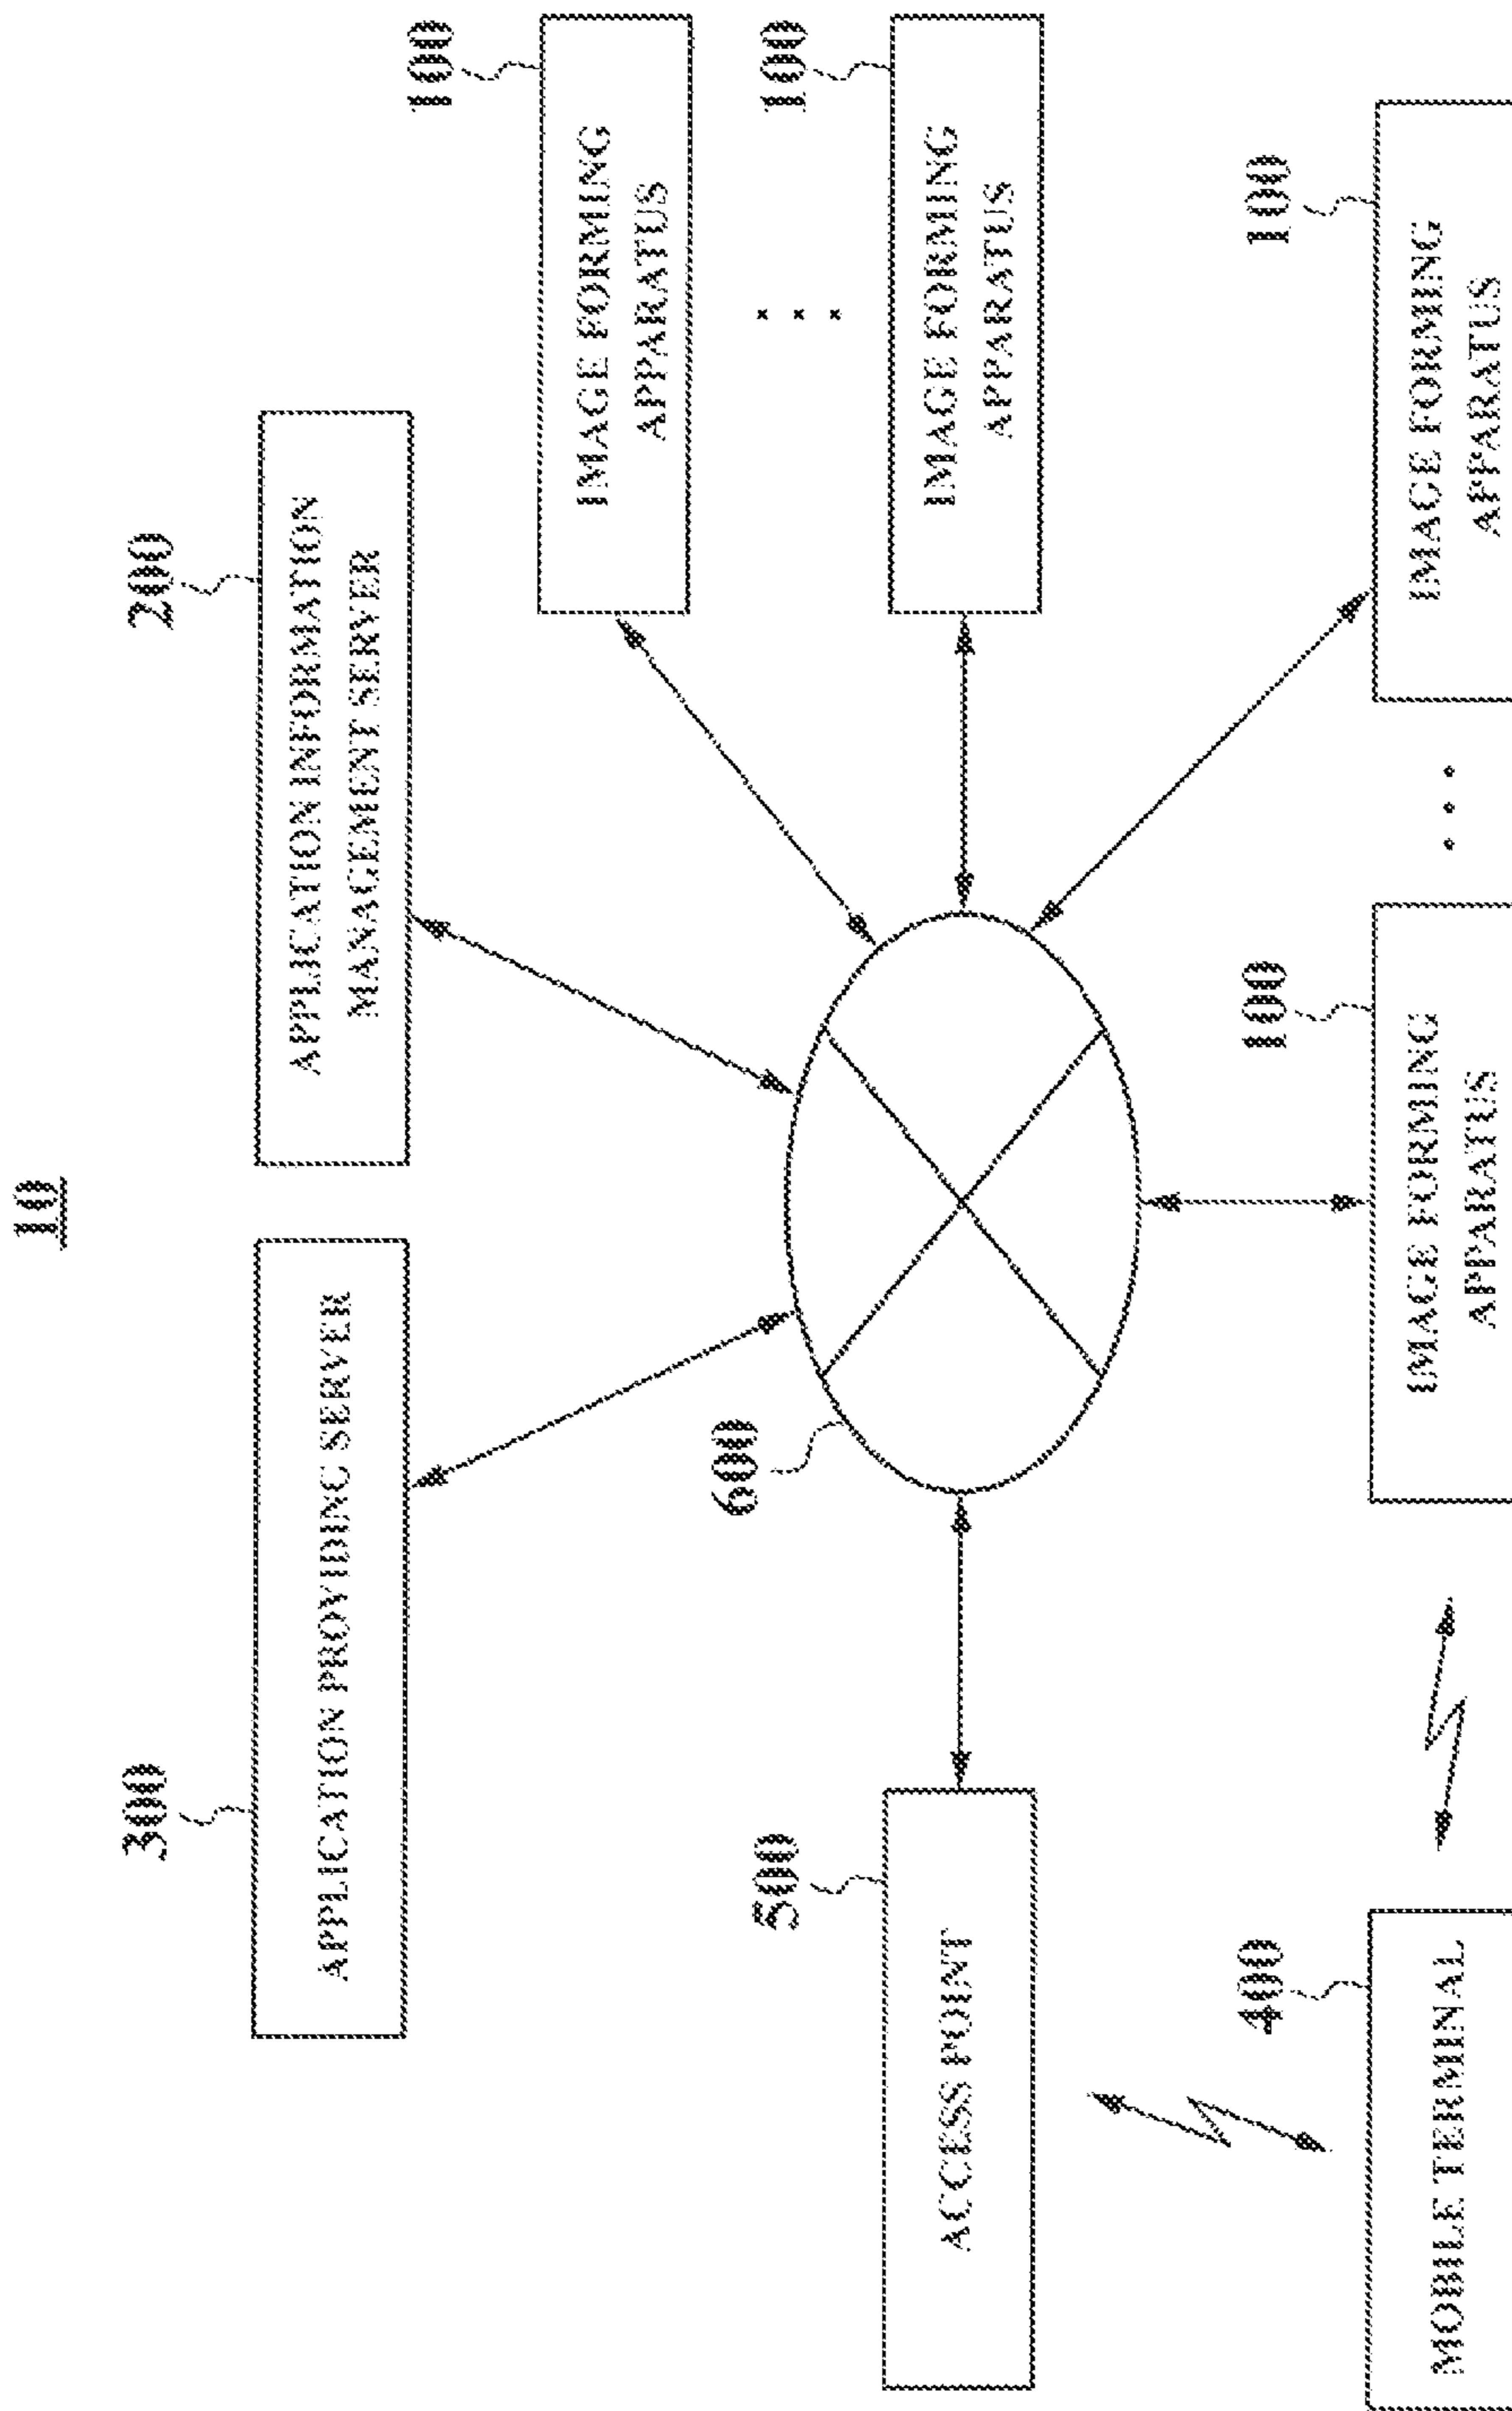 10
300
APPLICATION PROVIDING SERVER
200
APPLICATION INFORMATION
MANAGEMENT SERVER
100
IMAGE FORMING
APPARATUS
500
ACCESS POINT
600
100
IMAGE FORMING
APPARATUS
400
MOBILE TERMINAL
100
IMAGE FORMING
APPARATUS
100
IMAGE FORMING
APPARATUS